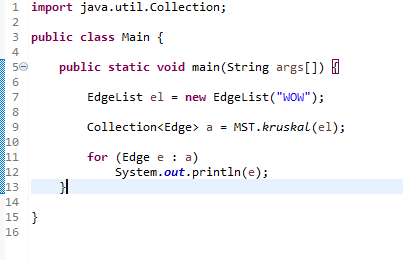 1 import java.util.Collection;
2
3 public class Main {
4
5 public static void main(String args[]) {
6
7 EdgeList el = new EdgeList("WOW");
8
9 Collection<Edge> a = MST.kruskal(el);
10
11 for (Edge e : a)
12 System.out.println(e);
13 }
14
15 }
16